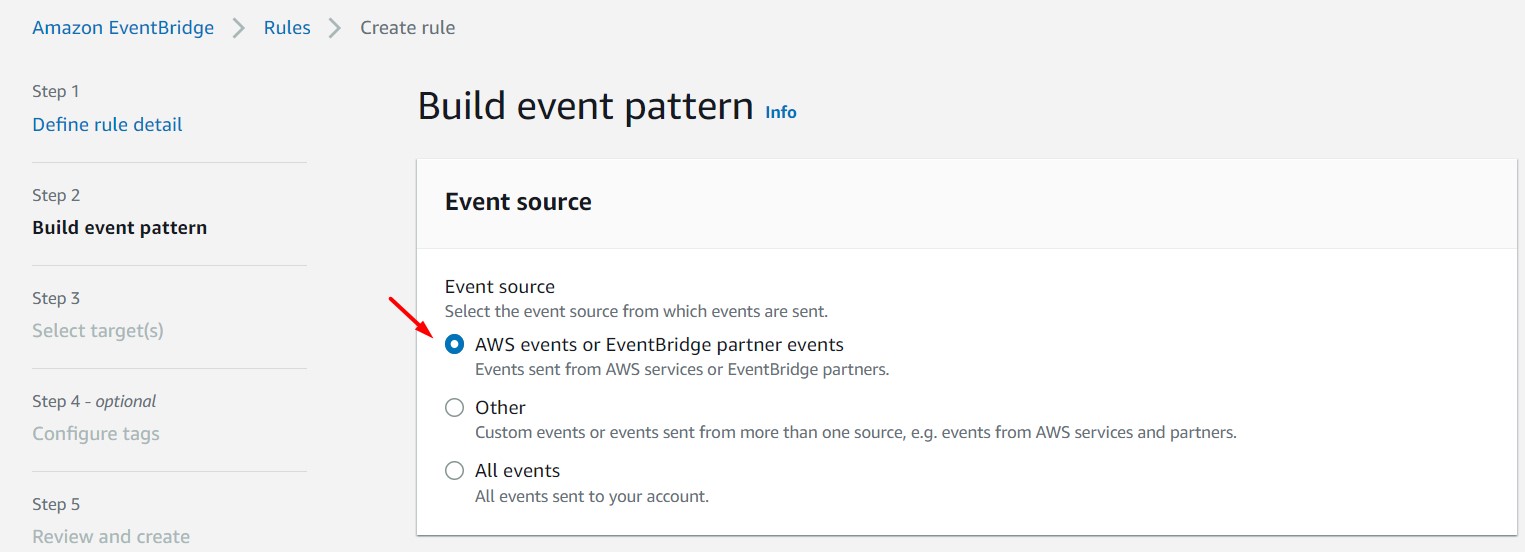 Amazon EventBridge > Rules > Create rule
Step 1
Define rule detail
Step 2
Build event pattern
Step 3
Select target(s)
Step 4 - optional
Configure tags
Step 5
Review and create
Build event pattern Info
Event source
Event source
Select the event source from which events are sent.
AWS events or EventBridge partner events
Events sent from AWS services or EventBridge partners.
Other
Custom events or events sent from more than one source, e.g. events from AWS services and partners.
All events
All events sent to your account.